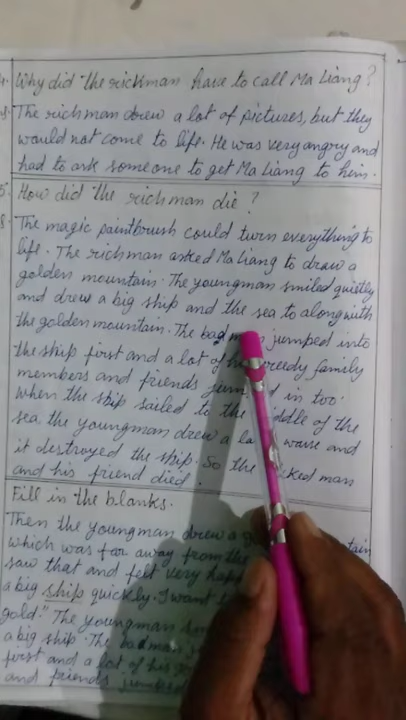 4. Why did the richman have to call Ma Liang?
The richman drew a lot of pictures, but they
would not come to life. He was very angry and
had to ask someone to get Ma Liang to him.
5. How did the richman die?
The magic paintbrush could turn everything to
life. The richman asked Ma Liang to draw a
golden mountain. The youngman smiled quietly
and drew a big ship and the sea to along with
the golden mountain. The bad jumped into
the ship first and a lot of greedy family
members and friends in too.
When the ship sailed to the middle of the
sea, the youngman drew a wave and
it destroyed the ship. So the man
and his friend died.
Fill in the blanks.
Then the youngman drew a
which was far away from the
saw that and felt very
a big ship quickly. I want
gold." The youngman
a big ship. The badman
first and a lot of his
and friends jumped